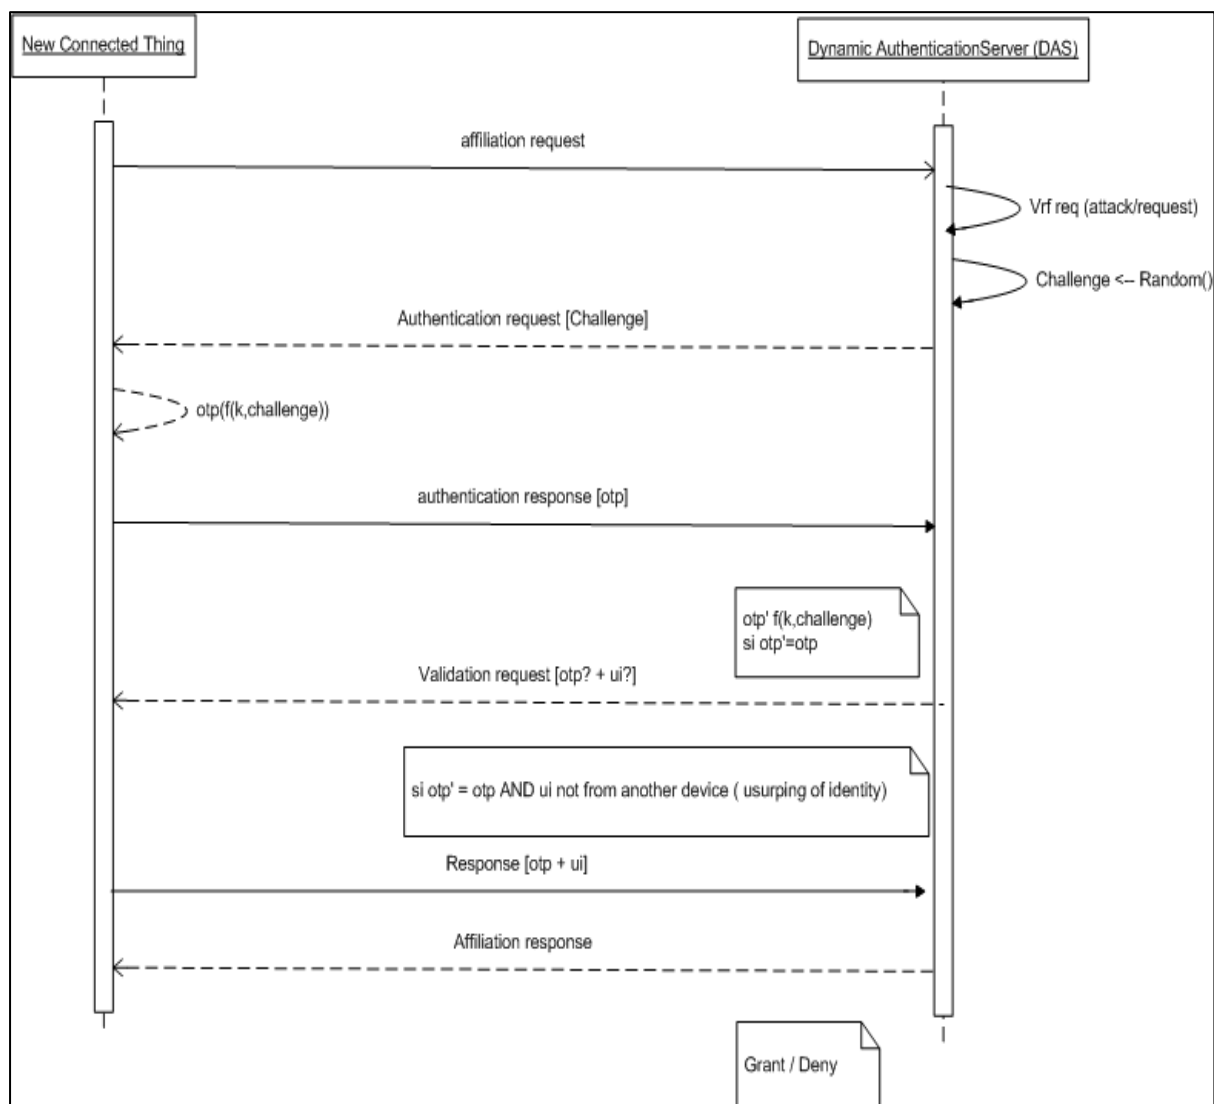 New Connected Thing
Dynamic AuthenticationServer (DAS)
affiliation request
Vrf req (attack/request)
Challenge <-- Random()
Authentication request [Challenge]
otp(f(k,challenge))
authentication response [otp]
otp' f(k,challenge)
si otp'=otp
Validation request [otp? + ui?]
si otp' = otp AND ui not from another device ( usurping of identity)
Response [otp + ui]
Affiliation response
Grant / Deny